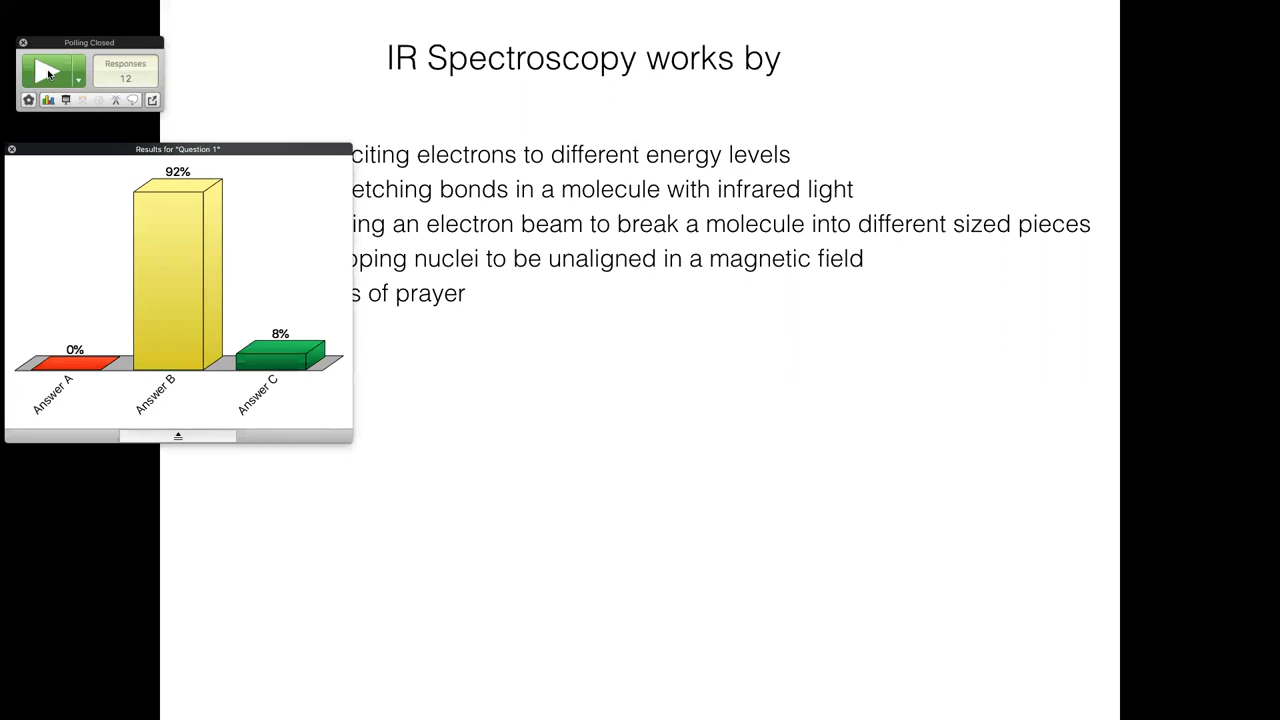 Polling Closed
Responses
12
IR Spectroscopy works by
Results for "Question 1"
92%
0%
8%
Answer A
Answer B
Answer C
citing electrons to different energy levels
etching bonds in a molecule with infrared light
ing an electron beam to break a molecule into different sized pieces
pping nuclei to be unaligned in a magnetic field
s of prayer